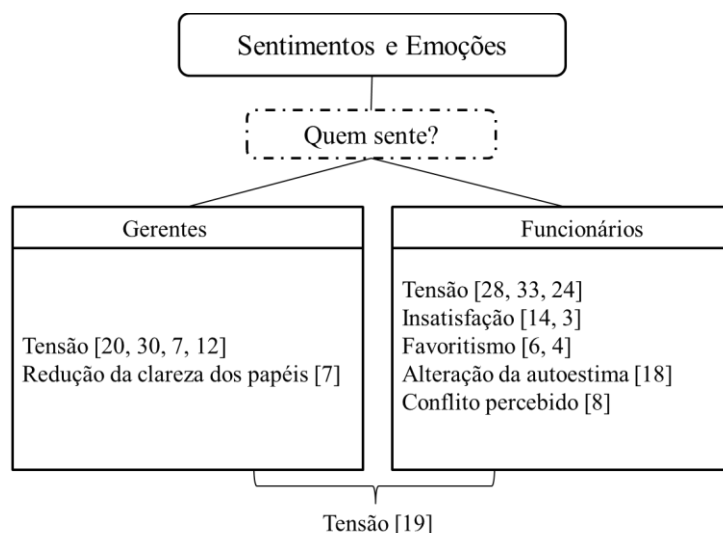 Sentimentos e Emoções
Quem sente?
Gerentes
Tensão [20, 30, 7, 12]
Redução da clareza dos papéis [7]
Funcionários
Tensão [28, 33, 24]
Insatisfação [14, 3]
Favoritismo [6, 4]
Alteração da autoestima [18]
Conflito percebido [8]
Tensão [19]